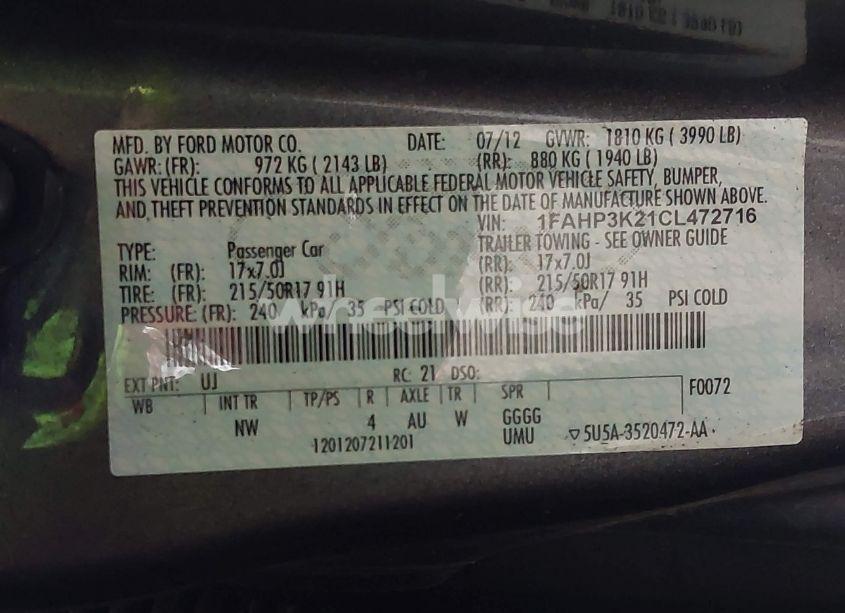 MFD. BY FORD MOTOR CO. DATE: 07/12 GVWR: 1810 KG ( 3990 LB)
GAWR: (FR): 972 KG ( 2143 LB) (RR): 880 KG ( 1940 LB)
THIS VEHICLE CONFORMS TO ALL APPLICABLE FEDERAL MOTOR VEHICLE SAFETY, BUMPER,
AND THEFT PREVENTION STANDARDS IN EFFECT ON THE DATE OF MANUFACTURE SHOWN ABOVE.
VIN: 1FAHP3K21CL472716
TYPE: Passenger Car TRAILER TOWING - SEE OWNER GUIDE
RIM: (FR): 17x7.0J (RR): 17x7.0J
TIRE: (FR): 215/50R17 91H (RR): 215/50R17 91H
PRESSURE: (FR): 240 kPa/ 35 PSI COLD (RR): 240 kPa/ 35 PSI COLD
wheelwise
EXT PNT: UJ RC: 21 DSO: F0072
WB INT TR TP/PS R AXLE TR SPR
NW 4 AU W GGGG
1201207211201 UMU ▽5U5A-3520472-AA